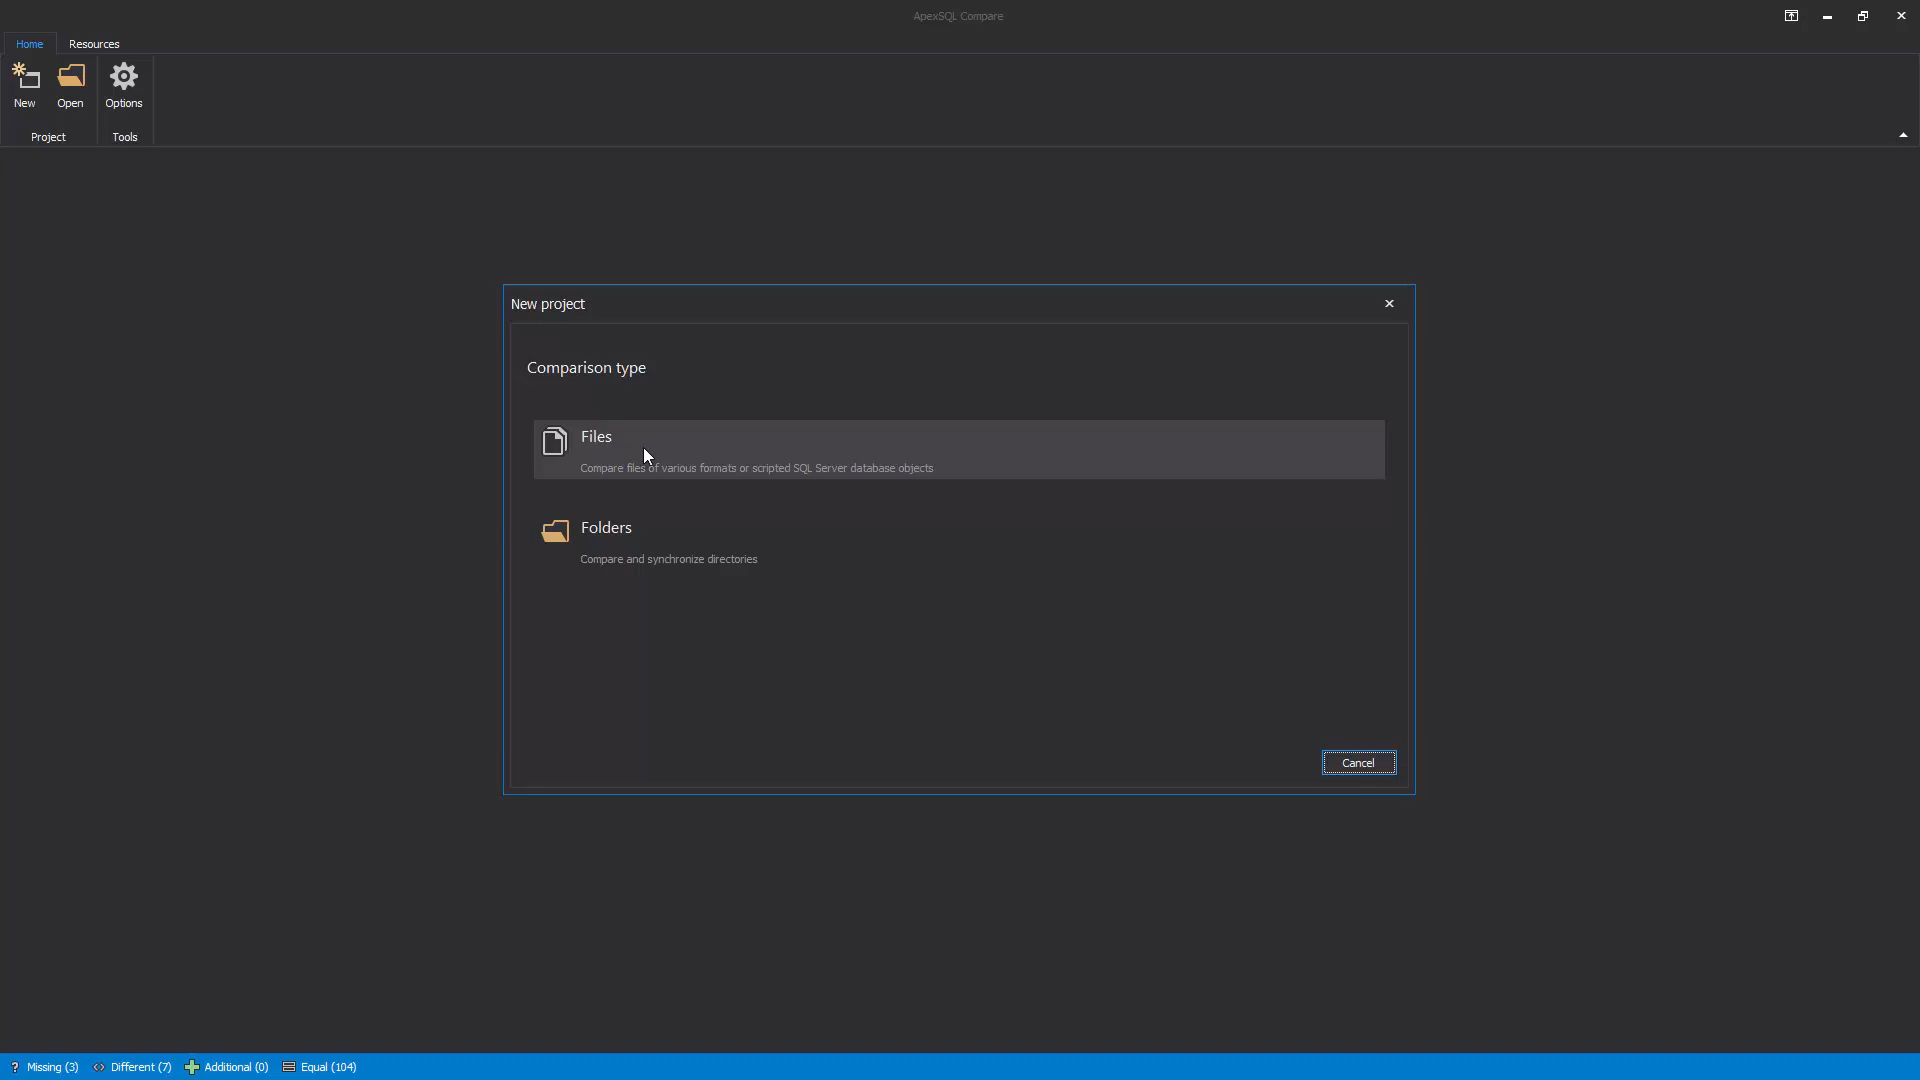 ApexSQL Compare
Home Resources
New Open Options
Project Tools
New project
Comparison type
Files
Compare files of various formats or scripted SQL Server database objects
Folders
Compare and synchronize directories
Cancel
? Missing (3) Different (7) Additional (0) Equal (104)